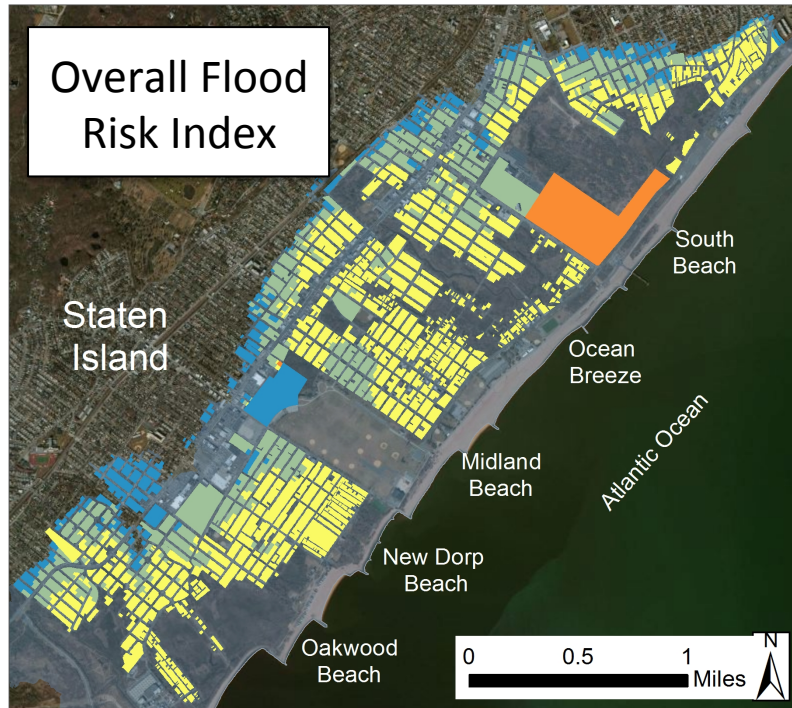 Overall Flood
Risk Index
Staten
Island
South
Beach
Ocean
Breeze
Atlantic Ocean
Midland
Beach
New Dorp
Beach
Oakwood
Beach
0 0.5 1
Miles
N